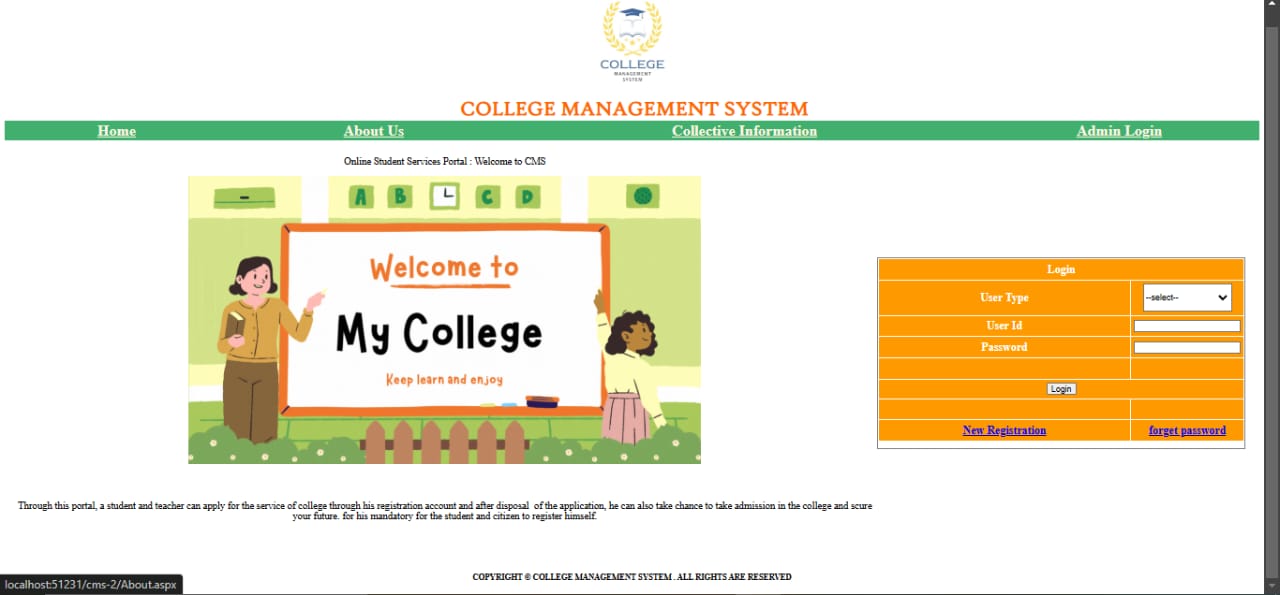 COLLEGE
MANAGEMENT
SYSTEM
COLLEGE MANAGEMENT SYSTEM
Home About Us Collective Information Admin Login
Online Student Services Portal : Welcome to CMS
A B C D
Welcome to
My College
Keep learn and enjoy
Login
User Type --select--
User Id
Password
Login
New Registration forget password
Through this portal, a student and teacher can apply for the service of college through his registration account and after disposal of the application, he can also take chance to take admission in the college and scure
your future. for his mandatory for the student and citizen to register himself.
COPYRIGHT © COLLEGE MANAGEMENT SYSTEM . ALL RIGHTS ARE RESERVED
localhost:51231/cms-2/About.aspx